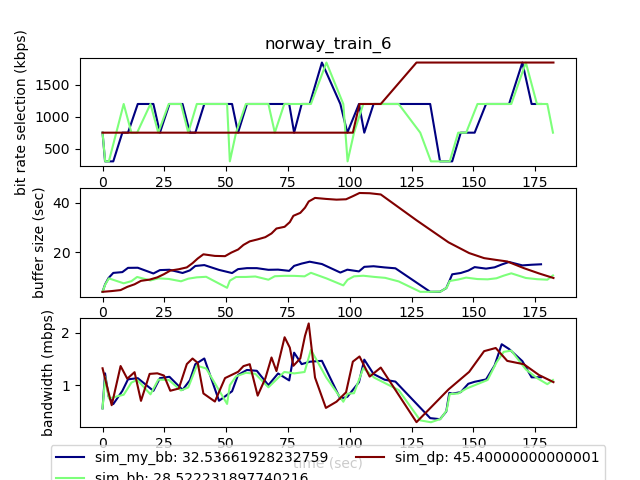 norway_train_6
bit rate selection (kbps)
1500
1000
500
0 25 50 75 100 125 150 175
buffer size (sec)
40
20
0 25 50 75 100 125 150 175
bandwidth (mbps)
2
1
0 25 50 75 100 125 150 175
time (sec)
sim_my_bb: 32.53661928232759
sim_dp: 45.40000000000001
sim_bb: 28.522231897740216